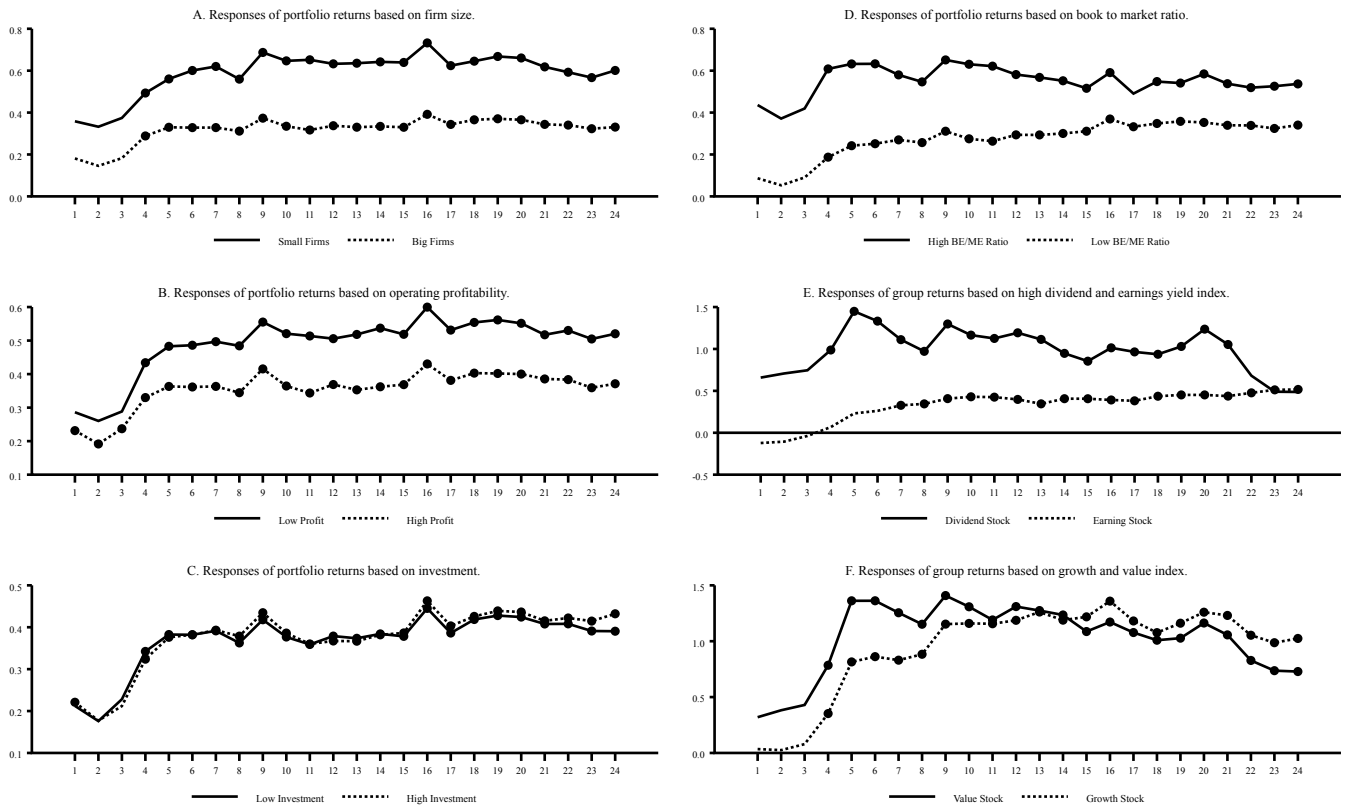 A. Responses of portfolio returns based on firm size.
0.8
0.6
0.4
0.2
0.0
1 2 3 4 5 6 7 8 9 10 11 12 13 14 15 16 17 18 19 20 21 22 23 24
Small Firms Big Firms
B. Responses of portfolio returns based on operating profitability.
0.6
0.5
0.4
0.3
0.2
0.1
1 2 3 4 5 6 7 8 9 10 11 12 13 14 15 16 17 18 19 20 21 22 23 24
Low Profit High Profit
C. Responses of portfolio returns based on investment.
0.5
0.4
0.3
0.2
0.1
1 2 3 4 5 6 7 8 9 10 11 12 13 14 15 16 17 18 19 20 21 22 23 24
Low Investment High Investment
D. Responses of portfolio returns based on book to market ratio.
0.8
0.6
0.4
0.2
0.0
1 2 3 4 5 6 7 8 9 10 11 12 13 14 15 16 17 18 19 20 21 22 23 24
High BE/ME Ratio Low BE/ME Ratio
E. Responses of group returns based on high dividend and earnings yield index.
1.5
1.0
0.5
0.0
-0.5
1 2 3 4 5 6 7 8 9 10 11 12 13 14 15 16 17 18 19 20 21 22 23 24
Dividend Stock Earning Stock
F. Responses of group returns based on growth and value index.
1.5
1.0
0.5
0.0
1 2 3 4 5 6 7 8 9 10 11 12 13 14 15 16 17 18 19 20 21 22 23 24
Value Stock Growth Stock